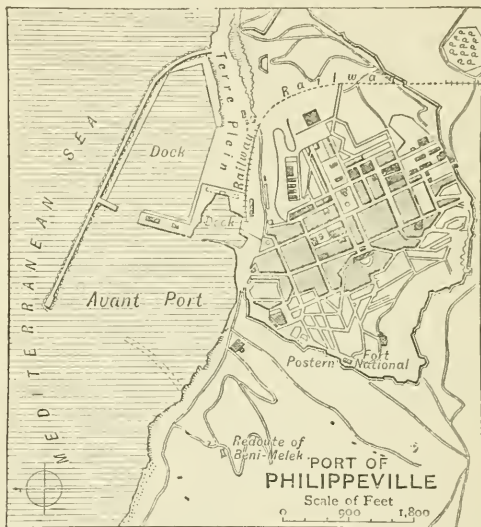 Railway
Terre Plein
MEDITERRANEAN SEA
Dock
Railway
Dock
Avant Port
Postern
Fort National
Redoute of
Beni-Melek
PORT OF
PHILIPPEVILLE
Scale of Feet
0 900 1,800